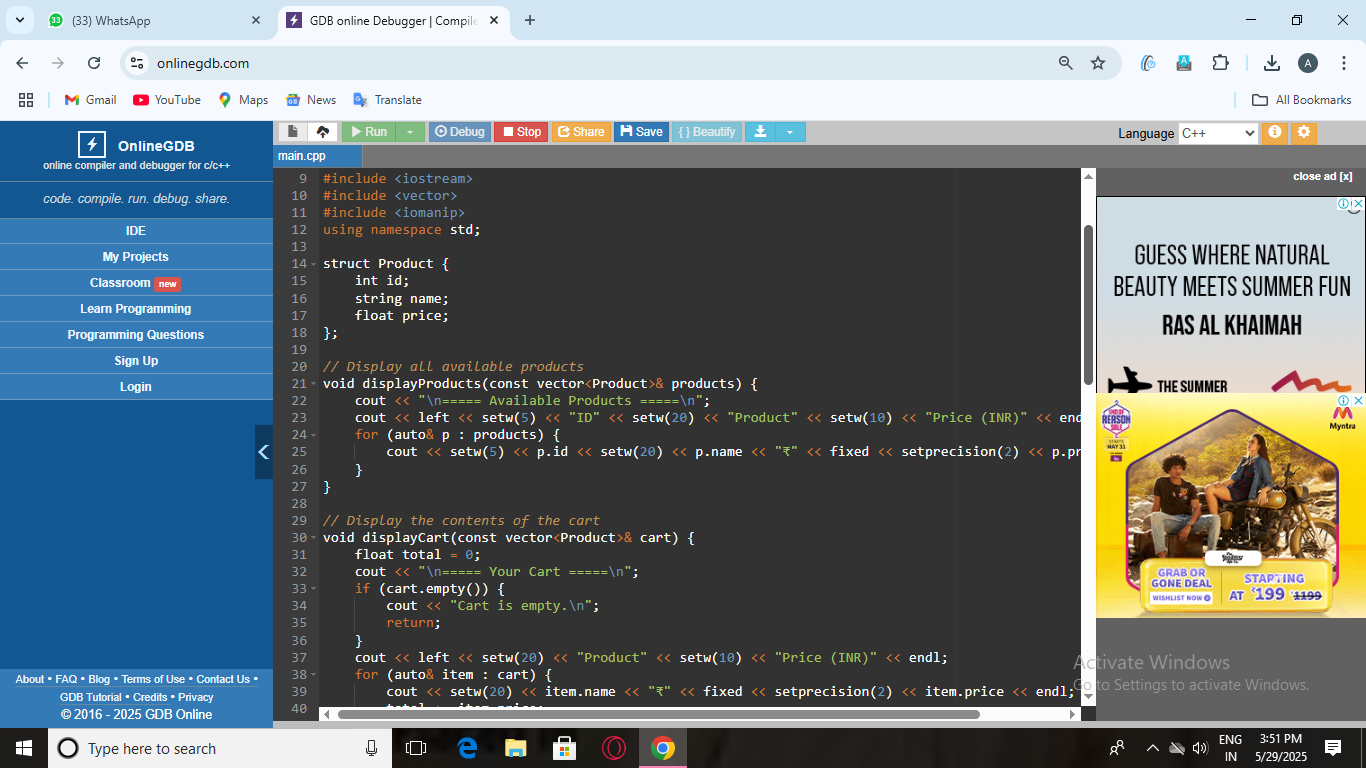 33
(33) WhatsApp
GDB online Debugger | Compile
onlinegdb.com
A
Gmail
YouTube
Maps
News
Translate
All Bookmarks
OnlineGDB
online compiler and debugger for c/c++
code. compile. run. debug. share.
IDE
My Projects
Classroom new
Learn Programming
Programming Questions
Sign Up
Login
About • FAQ • Blog • Terms of Use • Contact Us •
GDB Tutorial • Credits • Privacy
© 2016 - 2025 GDB Online
Run
Debug
Stop
Share
Save
{ } Beautify
Language C++
main.cpp
9 #include <iostream>
10 #include <vector>
11 #include <iomanip>
12 using namespace std;
13
14 struct Product {
15 int id;
16 string name;
17 float price;
18 };
19
20 // Display all available products
21 void displayProducts(const vector<Product>& products) {
22 cout << "\n===== Available Products =====\n";
23 cout << left << setw(5) << "ID" << setw(20) << "Product" << setw(10) << "Price (INR)" << end
24 for (auto& p : products) {
25 cout << setw(5) << p.id << setw(20) << p.name << "₹" << fixed << setprecision(2) << p.pr
26 }
27 }
28
29 // Display the contents of the cart
30 void displayCart(const vector<Product>& cart) {
31 float total = 0;
32 cout << "\n===== Your Cart =====\n";
33 if (cart.empty()) {
34 cout << "Cart is empty.\n";
35 return;
36 }
37 cout << left << setw(20) << "Product" << setw(10) << "Price (INR)" << endl;
38 for (auto& item : cart) {
39 cout << setw(20) << item.name << "₹" << fixed << setprecision(2) << item.price << endl;
40
close ad [x]
GUESS WHERE NATURAL
BEAUTY MEETS SUMMER FUN
RAS AL KHAIMAH
THE SUMMER
END OF
REASON
SALE
STARTS
MAY 31
Myntra
GRAB OR
GONE DEAL
WISHLIST NOW
STARTING
AT ₹199 ₹1199
Activate Windows
Go to Settings to activate Windows.
Type here to search
ENG
IN
3:51 PM
5/29/2025